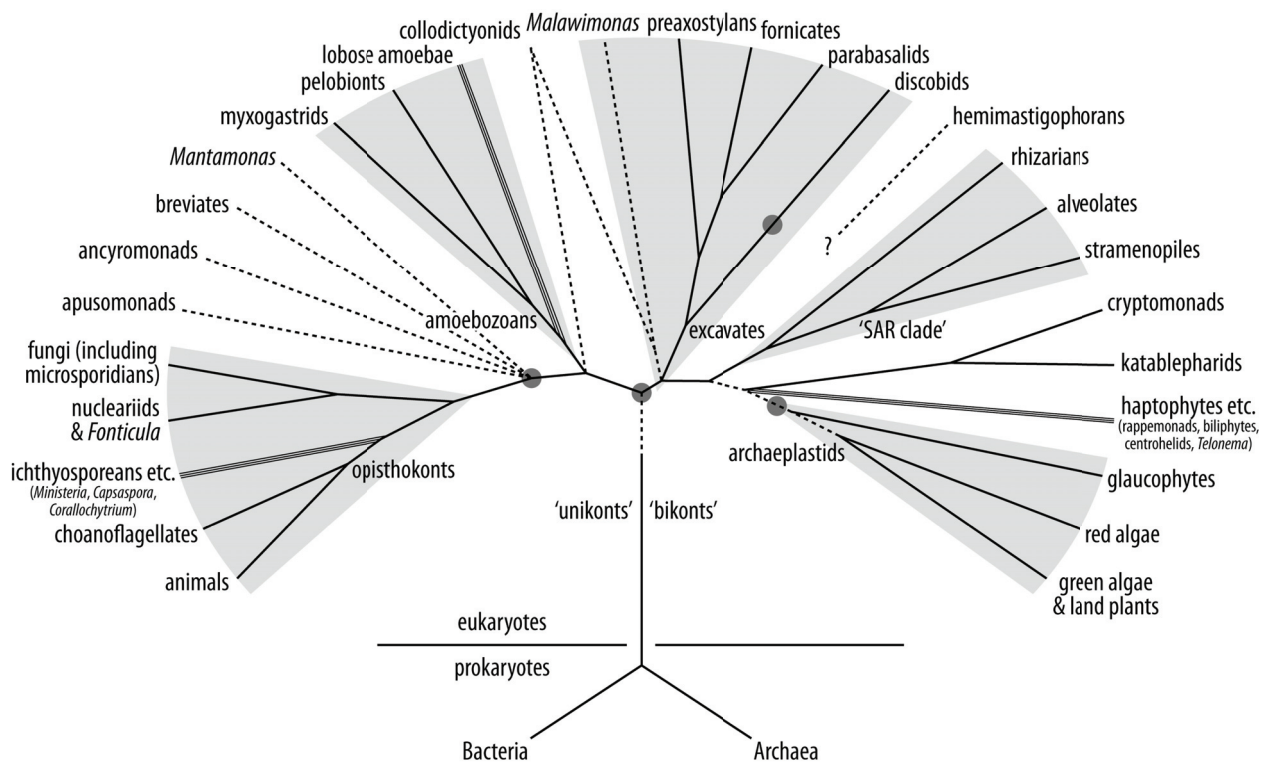 collodictyonids
Malawimonas
preaxostylans
fornicates
lobose amoebae
parabasalids
pelobionts
discobids
myxogastrids
hemimastigophorans
Mantamonas
rhizarians
breviates
alveolates
ancyromonads
?
stramenopiles
apusomonads
cryptomonads
amoebozoans
excavates
'SAR clade'
fungi (including
microsporidians)
katablepharids
nucleariids
& Fonticula
haptophytes etc.
(rappemonads, biliphytes,
centrohelids, Telonema)
archaeplastids
opisthokonts
ichthyosporeans etc.
(Ministeria, Capsaspora,
Corallochytrium)
glaucophytes
'unikonts'
'bikonts'
choanoflagellates
red algae
animals
green algae
& land plants
eukaryotes
prokaryotes
Bacteria
Archaea